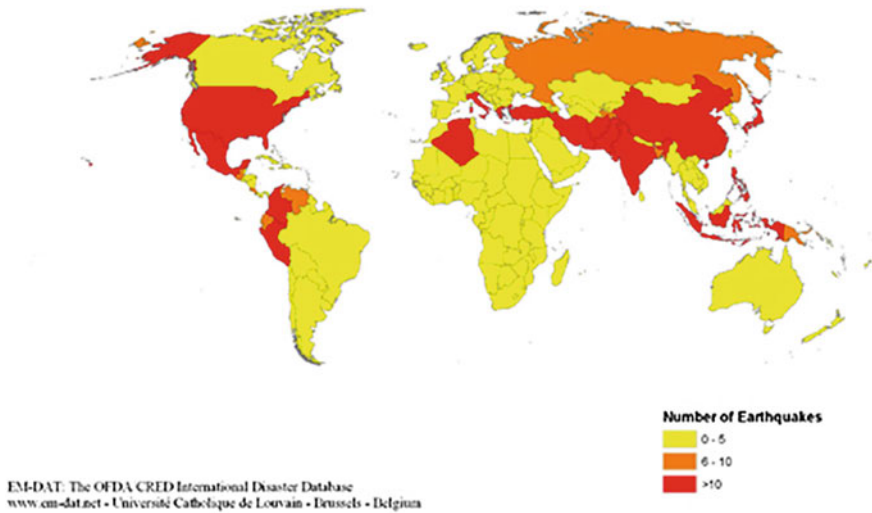 Number of Earthquakes
0 - 5
6 - 10
>10
EM-DAT: The OFDA CRED International Disaster Database
www.em-dat.net - Université Catholique de Louvain - Brussels - Belgium